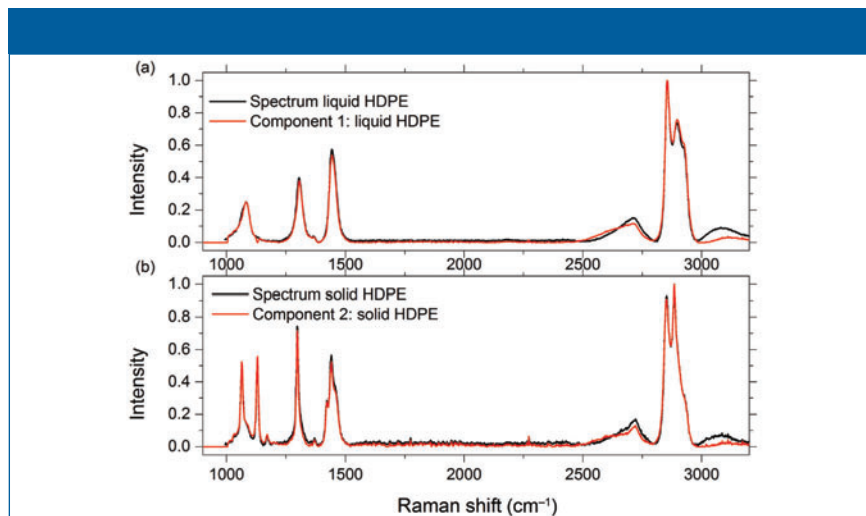 (a)
1.0
0.8
0.6
0.4
0.2
0.0
Intensity
Spectrum liquid HDPE
Component 1: liquid HDPE
1000 1500 2000 2500 3000
(b)
1.0
0.8
0.6
0.4
0.2
0.0
Intensity
Spectrum solid HDPE
Component 2: solid HDPE
1000 1500 2000 2500 3000
Raman shift (cm⁻¹)